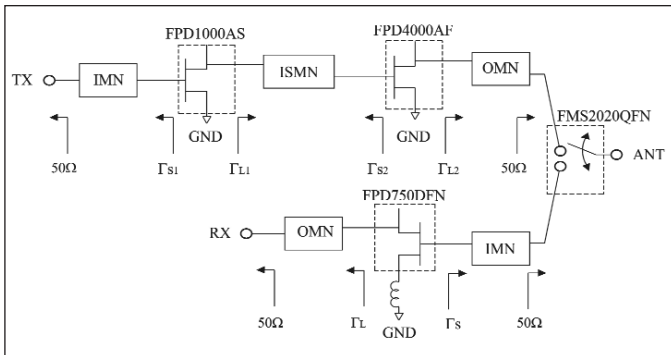 FPD1000AS
FPD4000AF
TX
IMN
ISMN
OMN
FMS2020QFN
GND
GND
ANT
50Ω
ΓS1
ΓL1
ΓS2
ΓL2
50Ω
FPD750DFN
RX
OMN
IMN
50Ω
ΓL
GND
ΓS
50Ω